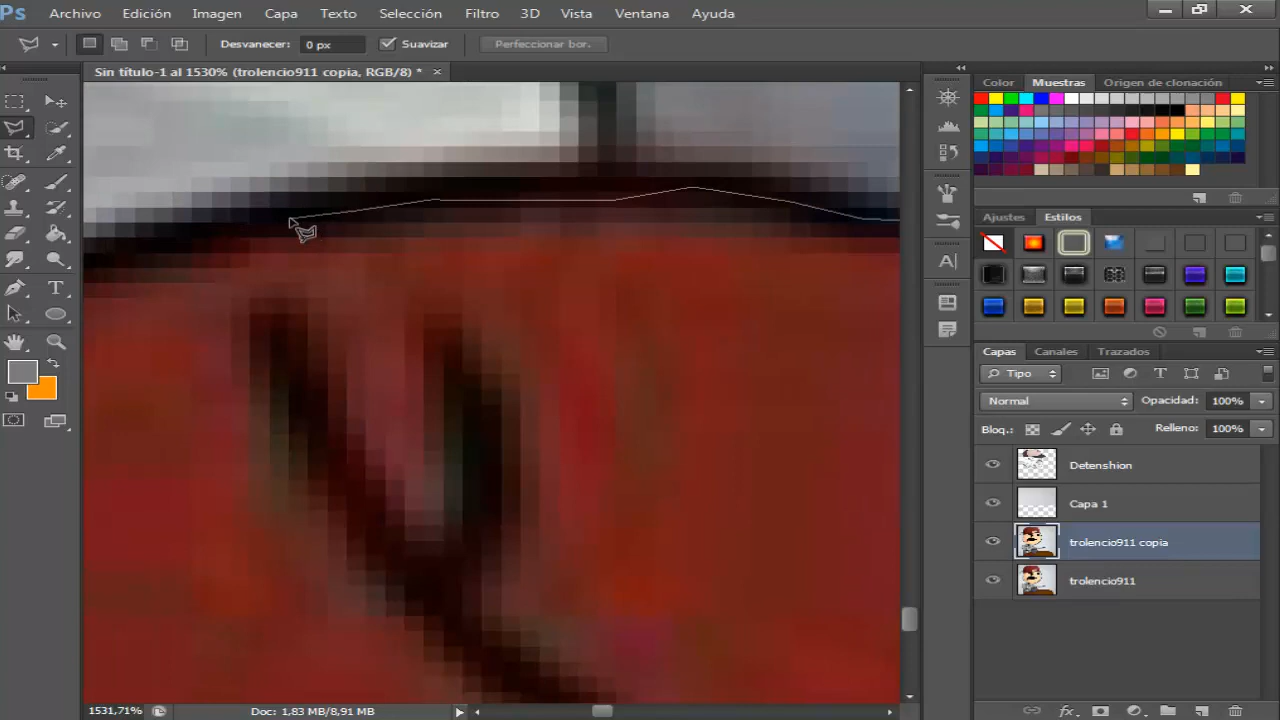 Ps Archivo Edición Imagen Capa Texto Selección Filtro 3D Vista Ventana Ayuda
Desvanecer: 0 px Suavizar Perfeccionar bor.
Sin título-1 al 1530% (trolencio911 copia, RGB/8) * ×
Color Muestras Origen de clonación
Ajustes Estilos
Capas Canales Trazados
Tipo
Normal Opacidad: 100%
Bloq.: Relleno: 100%
Detenshion
Capa 1
trolencio911 copia
trolencio911
1531,71% Doc: 1,83 MB/8,91 MB